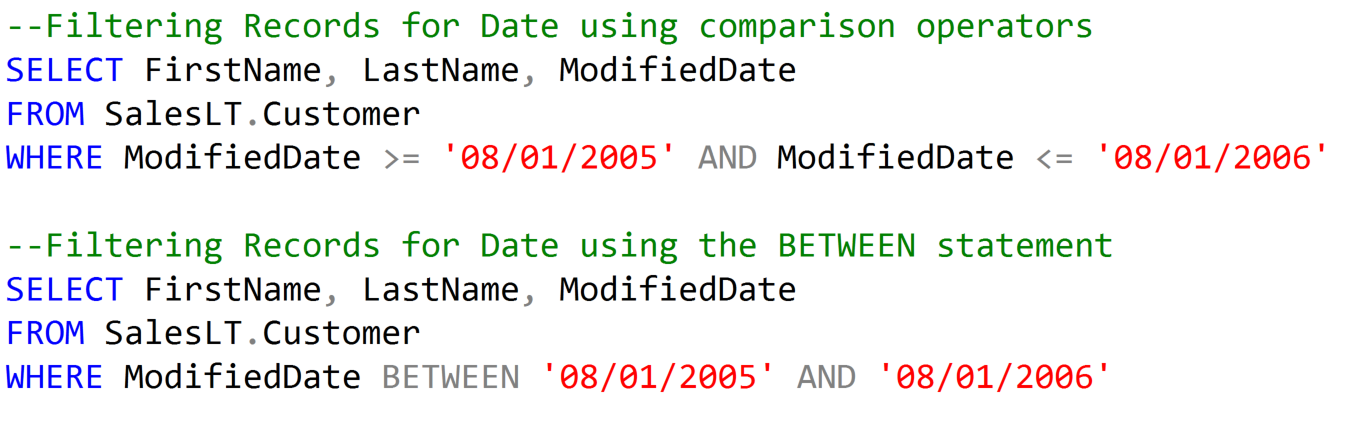 --Filtering Records for Date using comparison operators
SELECT FirstName, LastName, ModifiedDate
FROM SalesLT.Customer
WHERE ModifiedDate >= '08/01/2005' AND ModifiedDate <= '08/01/2006'
--Filtering Records for Date using the BETWEEN statement
SELECT FirstName, LastName, ModifiedDate
FROM SalesLT.Customer
WHERE ModifiedDate BETWEEN '08/01/2005' AND '08/01/2006'